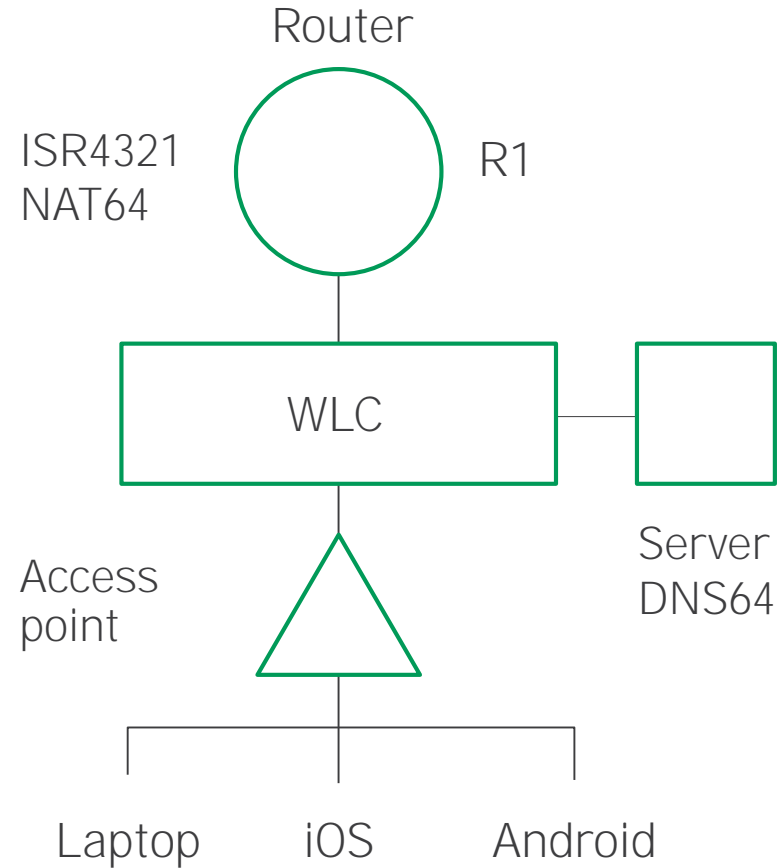 Router
ISR4321
NAT64
R1
WLC
Access
point
Server
DNS64
Laptop
iOS
Android